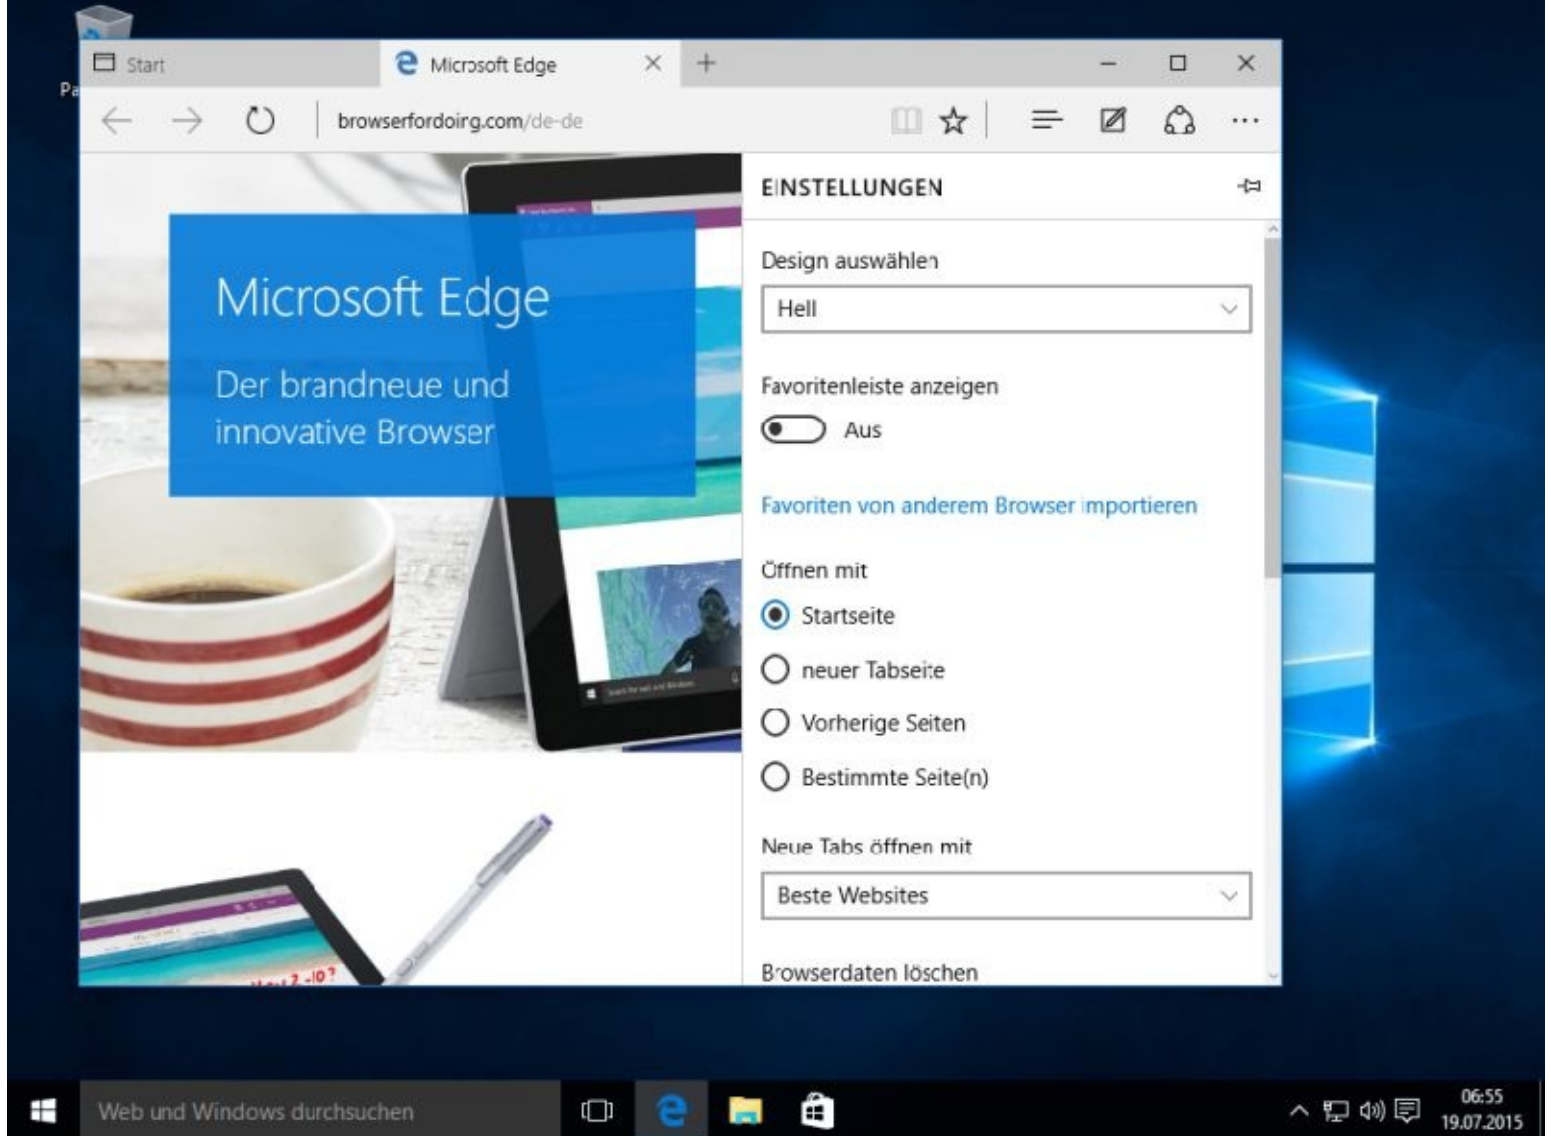 Pa
Start
Microsoft Edge
browserfordoirg.com/de-de
EINSTELLUNGEN
Microsoft Edge
Der brandneue und
innovative Browser
Design auswählen
Hell
Favoritenleiste anzeigen
Aus
Favoriten von anderem Browser importieren
Öffnen mit
Startseite
neuer Tabseite
Vorherige Seiten
Bestimmte Seite(n)
Neue Tabs öffnen mit
Beste Websites
Browserdaten löschen
Web und Windows durchsuchen
06:55
19.07.2015